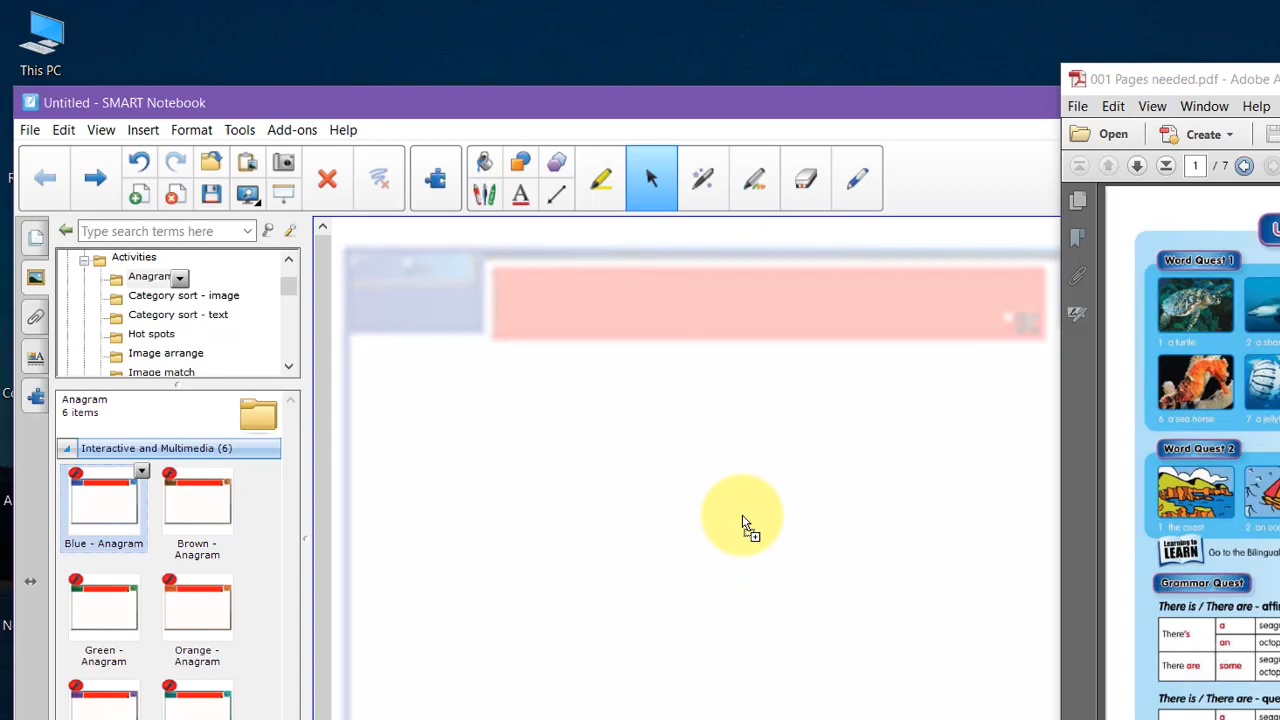 This PC
Untitled - SMART Notebook
File Edit View Insert Format Tools Add-ons Help
Type search terms here
Activities
Anagram
Category sort - image
Category sort - text
Hot spots
Image arrange
Image match
Anagram
6 items
Interactive and Multimedia (6)
Blue - Anagram
Brown - Anagram
Green - Anagram
Orange - Anagram
001 Pages needed.pdf - Adobe A
File Edit View Window Help
Open Create
1 / 7
Word Quest 1
1 a turtle 2 a sha
6 a sea horse 7 a jelly
Word Quest 2
1 the coast 2 an oc
Learning to LEARN Go to the Bilingua
Grammar Quest
There is / There are - affi
There's a seag
an octop
There are some seag
octop
There is / There are - que
a seag